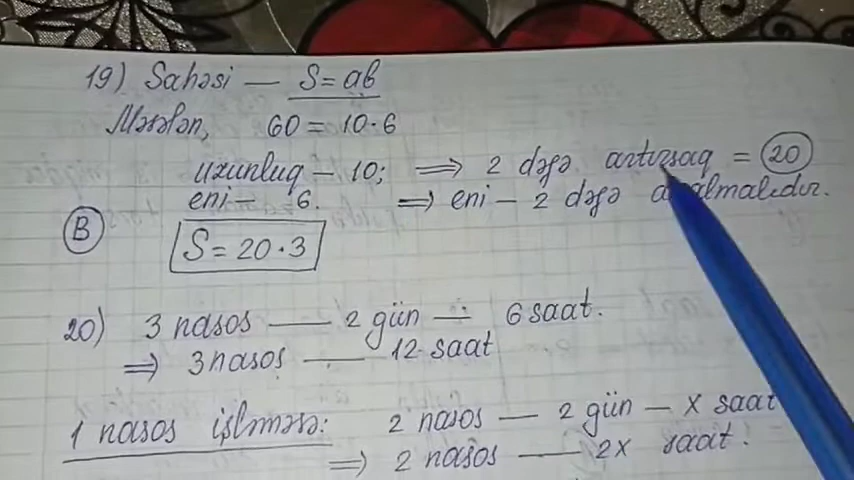 19) Sahəsi — S = ab
Məsələn, 60 = 10·6
uzunluq – 10; ⟹ 2 dəfə artırsaq = 20
eni – 6. ⟹ eni – 2 dəfə azalmalıdır.
B S = 20·3
20) 3 nasos — 2 gün — 6 saat.
⟹ 3 nasos — 12 saat
1 nasos işləməsə: 2 nasos — 2 gün — x saat
⟹ 2 nasos — 2x saat.